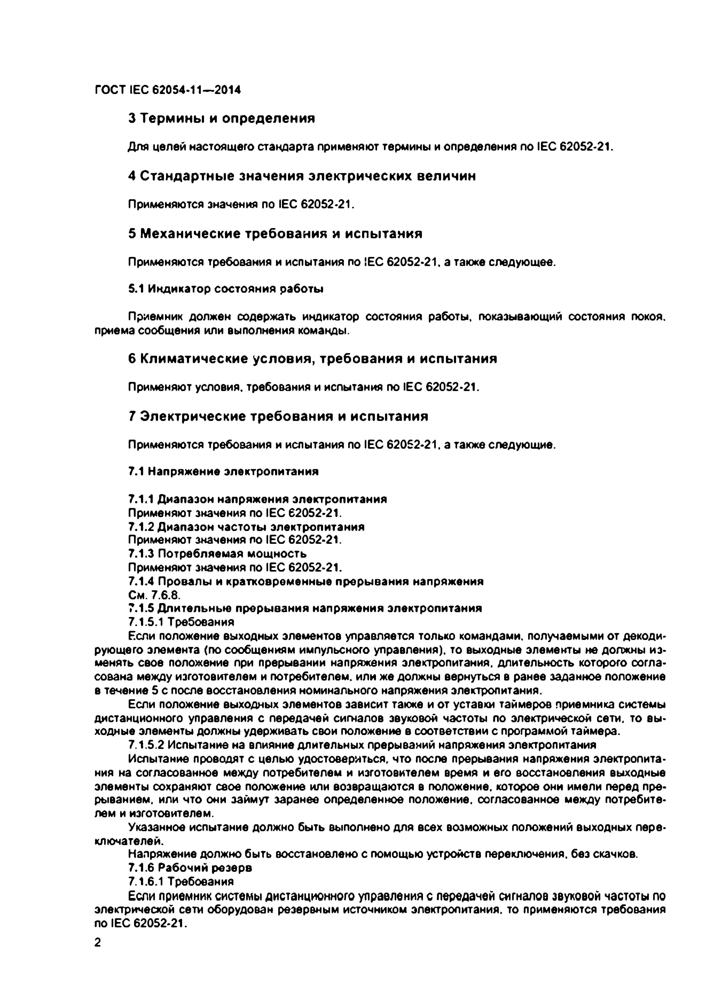 ГОСТ IEC 62054-11—2014
3 Термины и определения
Для целей настоящего стандарта применяют термины и определения по IEC 62052-21.
4 Стандартные значения электрических величин
Применяются значения по IEC 62052-21.
5 Механические требования и испытания
Применяются требования и испытания по IEC 62052-21, а также следующее.
5.1 Индикатор состояния работы
Приемник должен содержать индикатор состояния работы, показывающий состояния покоя,
приема сообщения или выполнения команды.
6 Климатические условия, требования и испытания
Применяют условия, требования и испытания по IEC 62052-21.
7 Электрические требования и испытания
Применяются требования и испытания по IEC 62052-21, а также следующие.
7.1 Напряжение электропитания
7.1.1 Диапазон напряжения электропитания
Применяют значения по IEC 62052-21.
7.1.2 Диапазон частоты электропитания
Применяют значения по IEC 62052-21.
7.1.3 Потребляемая мощность
Применяют значения по IEC 62052-21.
7.1.4 Провалы и кратковременные прерывания напряжения
См. 7.6.8.
7.1.5 Длительные прерывания напряжения электропитания
7.1.5.1 Требования
Если положение выходных элементов управляется только командами, получаемыми от декоди-
рующего элемента (по сообщениям импульсного управления), то выходные элементы не должны из-
менять свое положение при прерывании напряжения электропитания, длительность которого согла-
сована между изготовителем и потребителем, или же должны вернуться в ранее заданное положение
в течение 5 с после восстановления номинального напряжения электропитания.
Если положение выходных элементов зависит также и от уставки таймеров приемника системы
дистанционного управления с передачей сигналов звуковой частоты по электрической сети, то вы-
ходные элементы должны удерживать свои положение в соответствии с программой таймера.
7.1.5.2 Испытание на влияние длительных прерываний напряжения электропитания
Испытание проводят с целью удостовериться, что после прерывания напряжения электропита-
ния на согласованное между потребителем и изготовителем время и его восстановления выходные
элементы сохраняют свое положение или возвращаются в положение, которое они имели перед пре-
рыванием, или что они займут заранее определенное положение, согласованное между потребите-
лем и изготовителем.
Указанное испытание должно быть выполнено для всех возможных положений выходных пере-
ключателей.
Напряжение должно быть восстановлено с помощью устройств переключения, без скачков.
7.1.6 Рабочий резерв
7.1.6.1 Требования
Если приемник системы дистанционного управления с передачей сигналов звуковой частоты по
электрической сети оборудован резервным источником электропитания, то применяются требования
по IEC 62052-21.
2